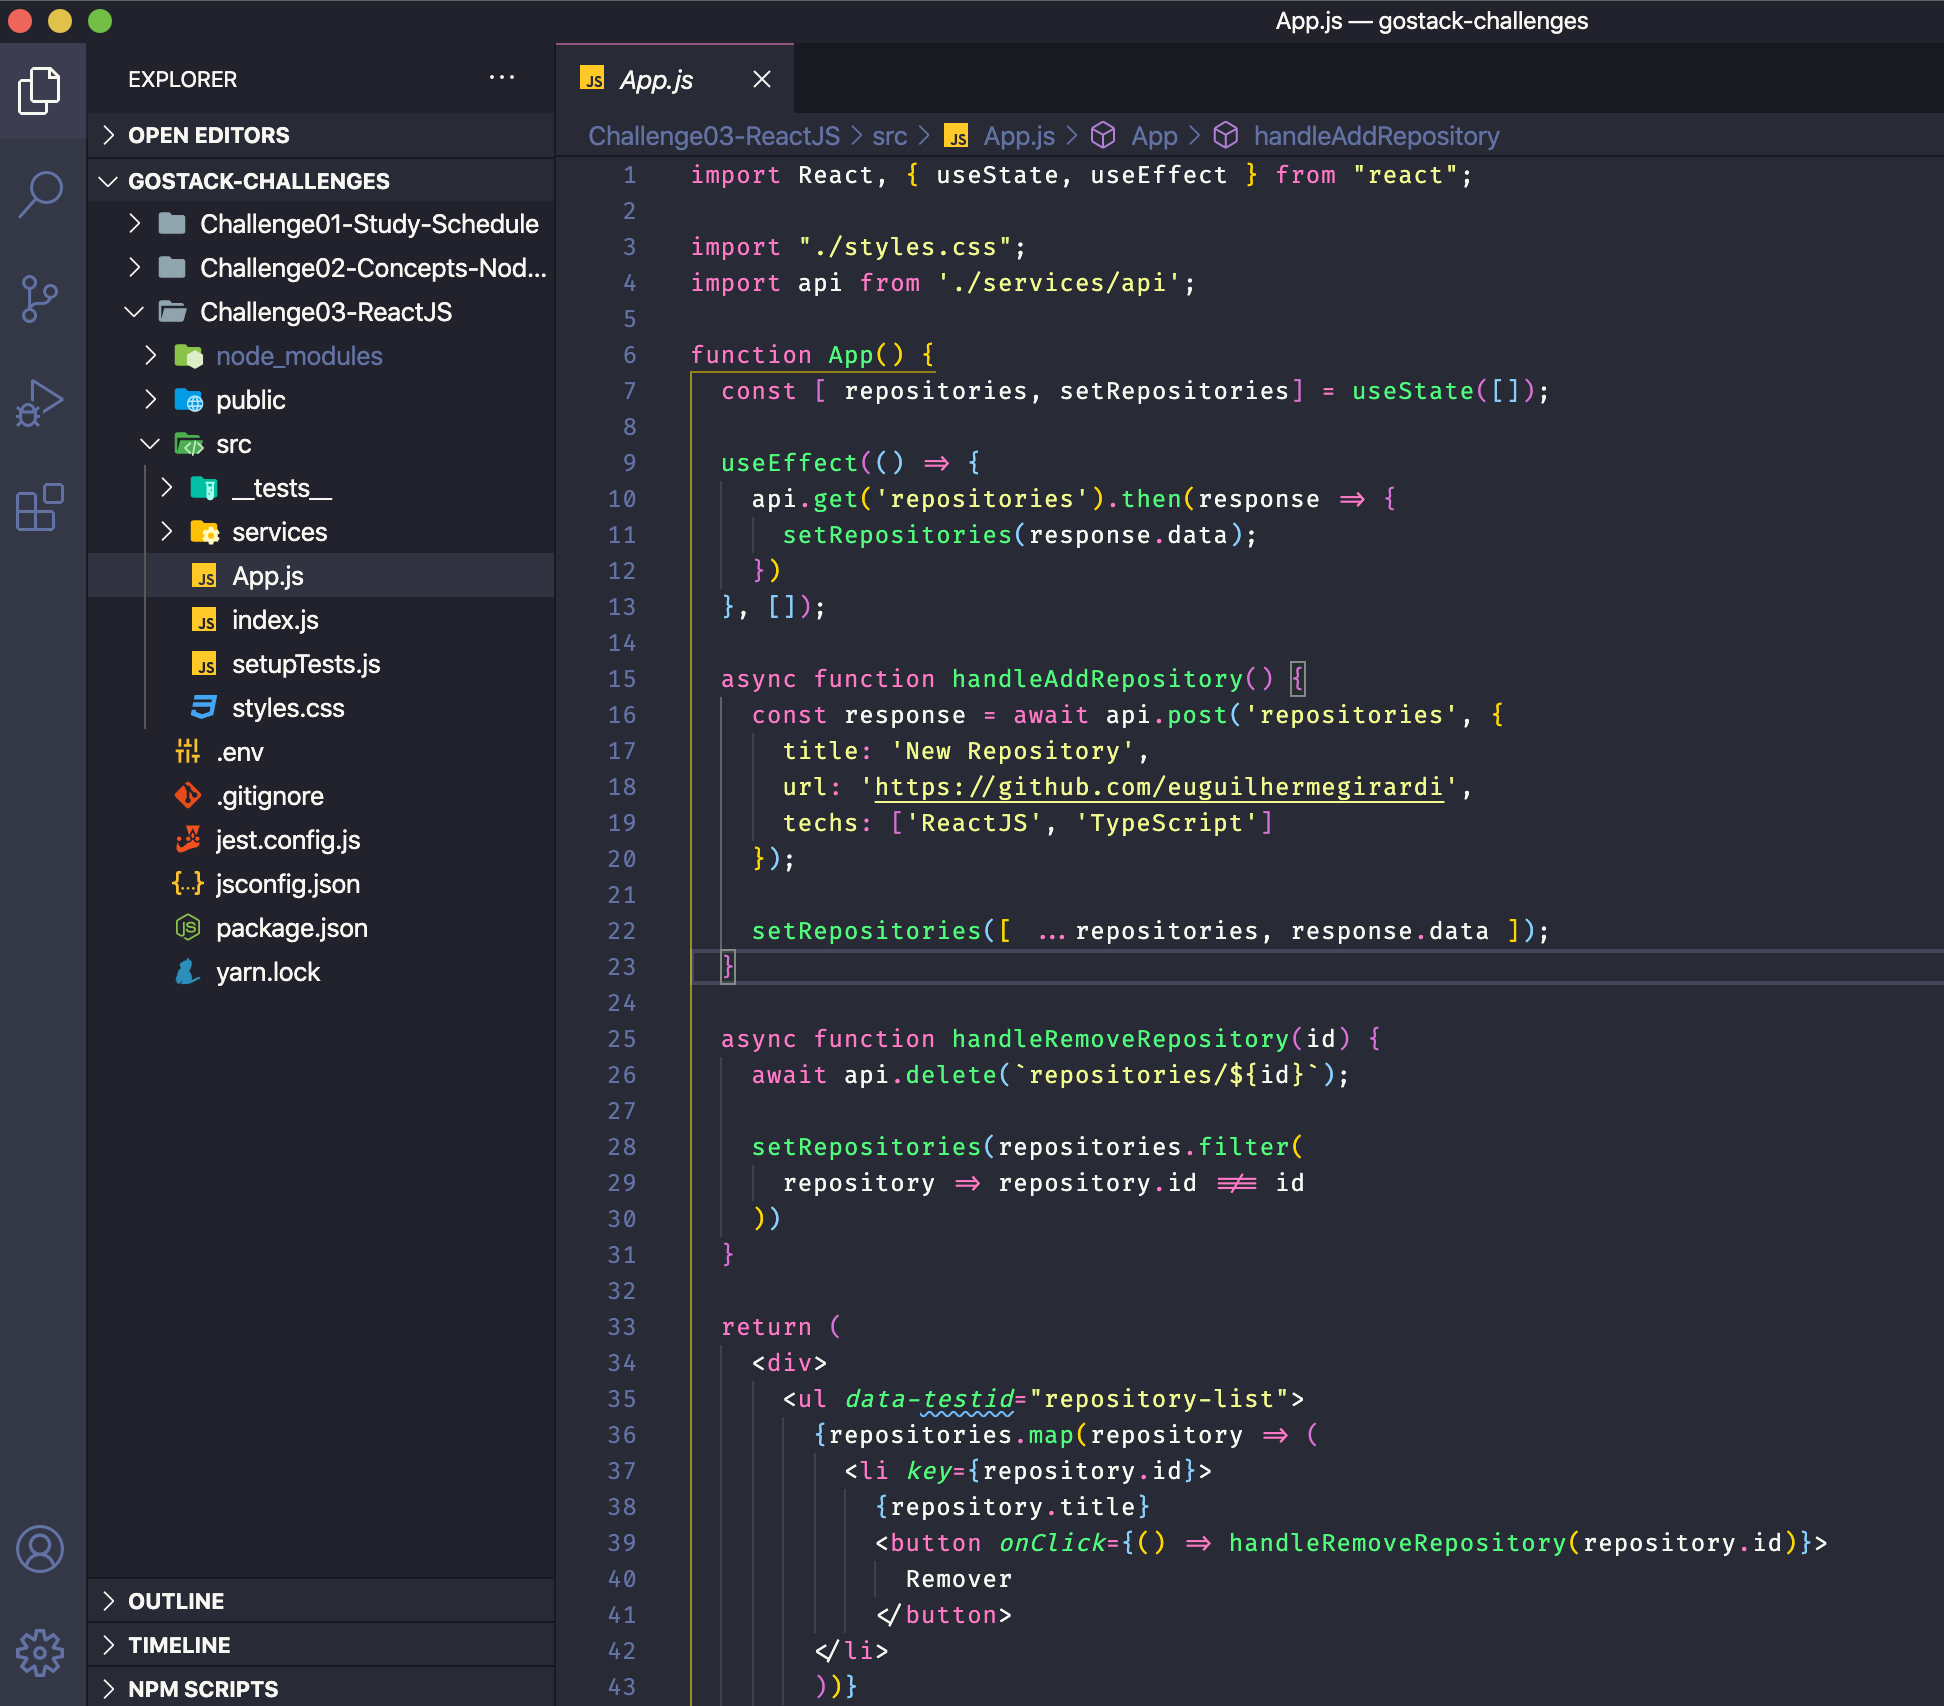 App.js — gostack-challenges
EXPLORER
OPEN EDITORS
GOSTACK-CHALLENGES
Challenge01-Study-Schedule
Challenge02-Concepts-Nod...
Challenge03-ReactJS
node_modules
public
src
__tests__
services
JS App.js
JS index.js
JS setupTests.js
styles.css
.env
.gitignore
jest.config.js
{...} jsconfig.json
JS package.json
yarn.lock
OUTLINE
TIMELINE
NPM SCRIPTS
JS App.js
Challenge03-ReactJS > src > JS App.js > App > handleAddRepository
1 import React, { useState, useEffect } from "react";
2
3 import "./styles.css";
4 import api from './services/api';
5
6 function App() {
7 const [ repositories, setRepositories] = useState([]);
8
9 useEffect(() => {
10 api.get('repositories').then(response => {
11 setRepositories(response.data);
12 })
13 }, []);
14
15 async function handleAddRepository() {
16 const response = await api.post('repositories', {
17 title: 'New Repository',
18 url: 'https://github.com/euguilhermegirardi',
19 techs: ['ReactJS', 'TypeScript']
20 });
21
22 setRepositories([ ...repositories, response.data ]);
23 }
24
25 async function handleRemoveRepository(id) {
26 await api.delete(`repositories/${id}`);
27
28 setRepositories(repositories.filter(
29 repository => repository.id !== id
30 ))
31 }
32
33 return (
34 <div>
35 <ul data-testid="repository-list">
36 {repositories.map(repository => (
37 <li key={repository.id}>
38 {repository.title}
39 <button onClick={() => handleRemoveRepository(repository.id)}>
40 Remover
41 </button>
42 </li>
43 ))}